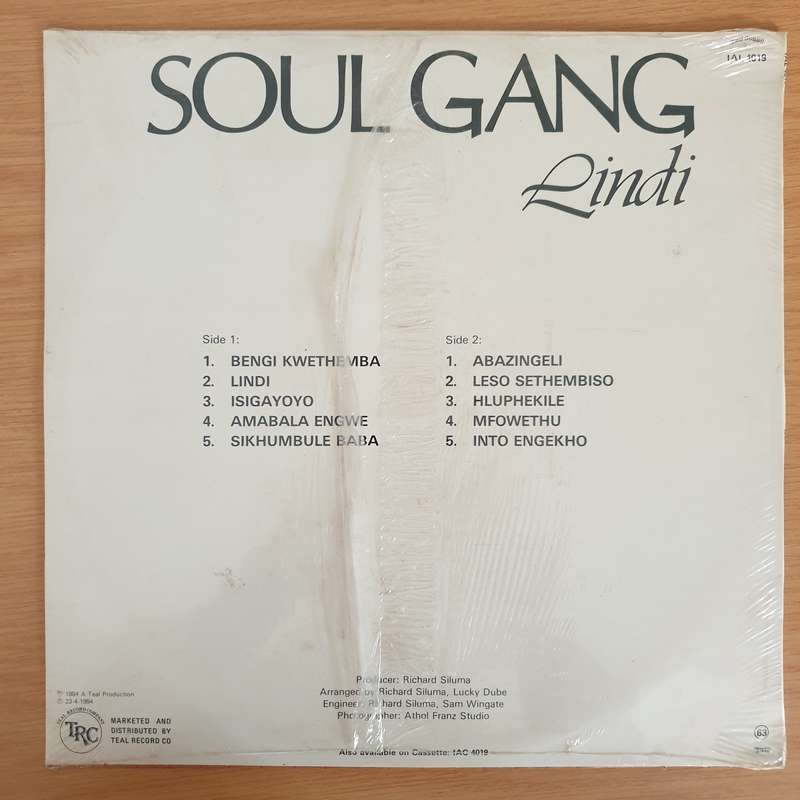 SOUL GANG
Lindi
IAL 4019
Side 1:
1. BENGI KWETHEMBA
2. LINDI
3. ISIGAYOYO
4. AMABALA ENGWE
5. SIKHUMBULE BABA
Side 2:
1. ABAZINGELI
2. LESO SETHEMBISO
3. HLUPHEKILE
4. MFOWETHU
5. INTO ENGEKHO
Producer: Richard Siluma
Arranged by Richard Siluma, Lucky Dube
Engineer: Richard Siluma, Sam Wingate
Photographer: Athol Franz Studio
Also available on Cassette: IAC 4019
℗ 1984 A Teal Production
© 23-4-1984
TEAL RECORD COMPANY
TRC
MARKETED AND
DISTRIBUTED BY
TEAL RECORD CO
63